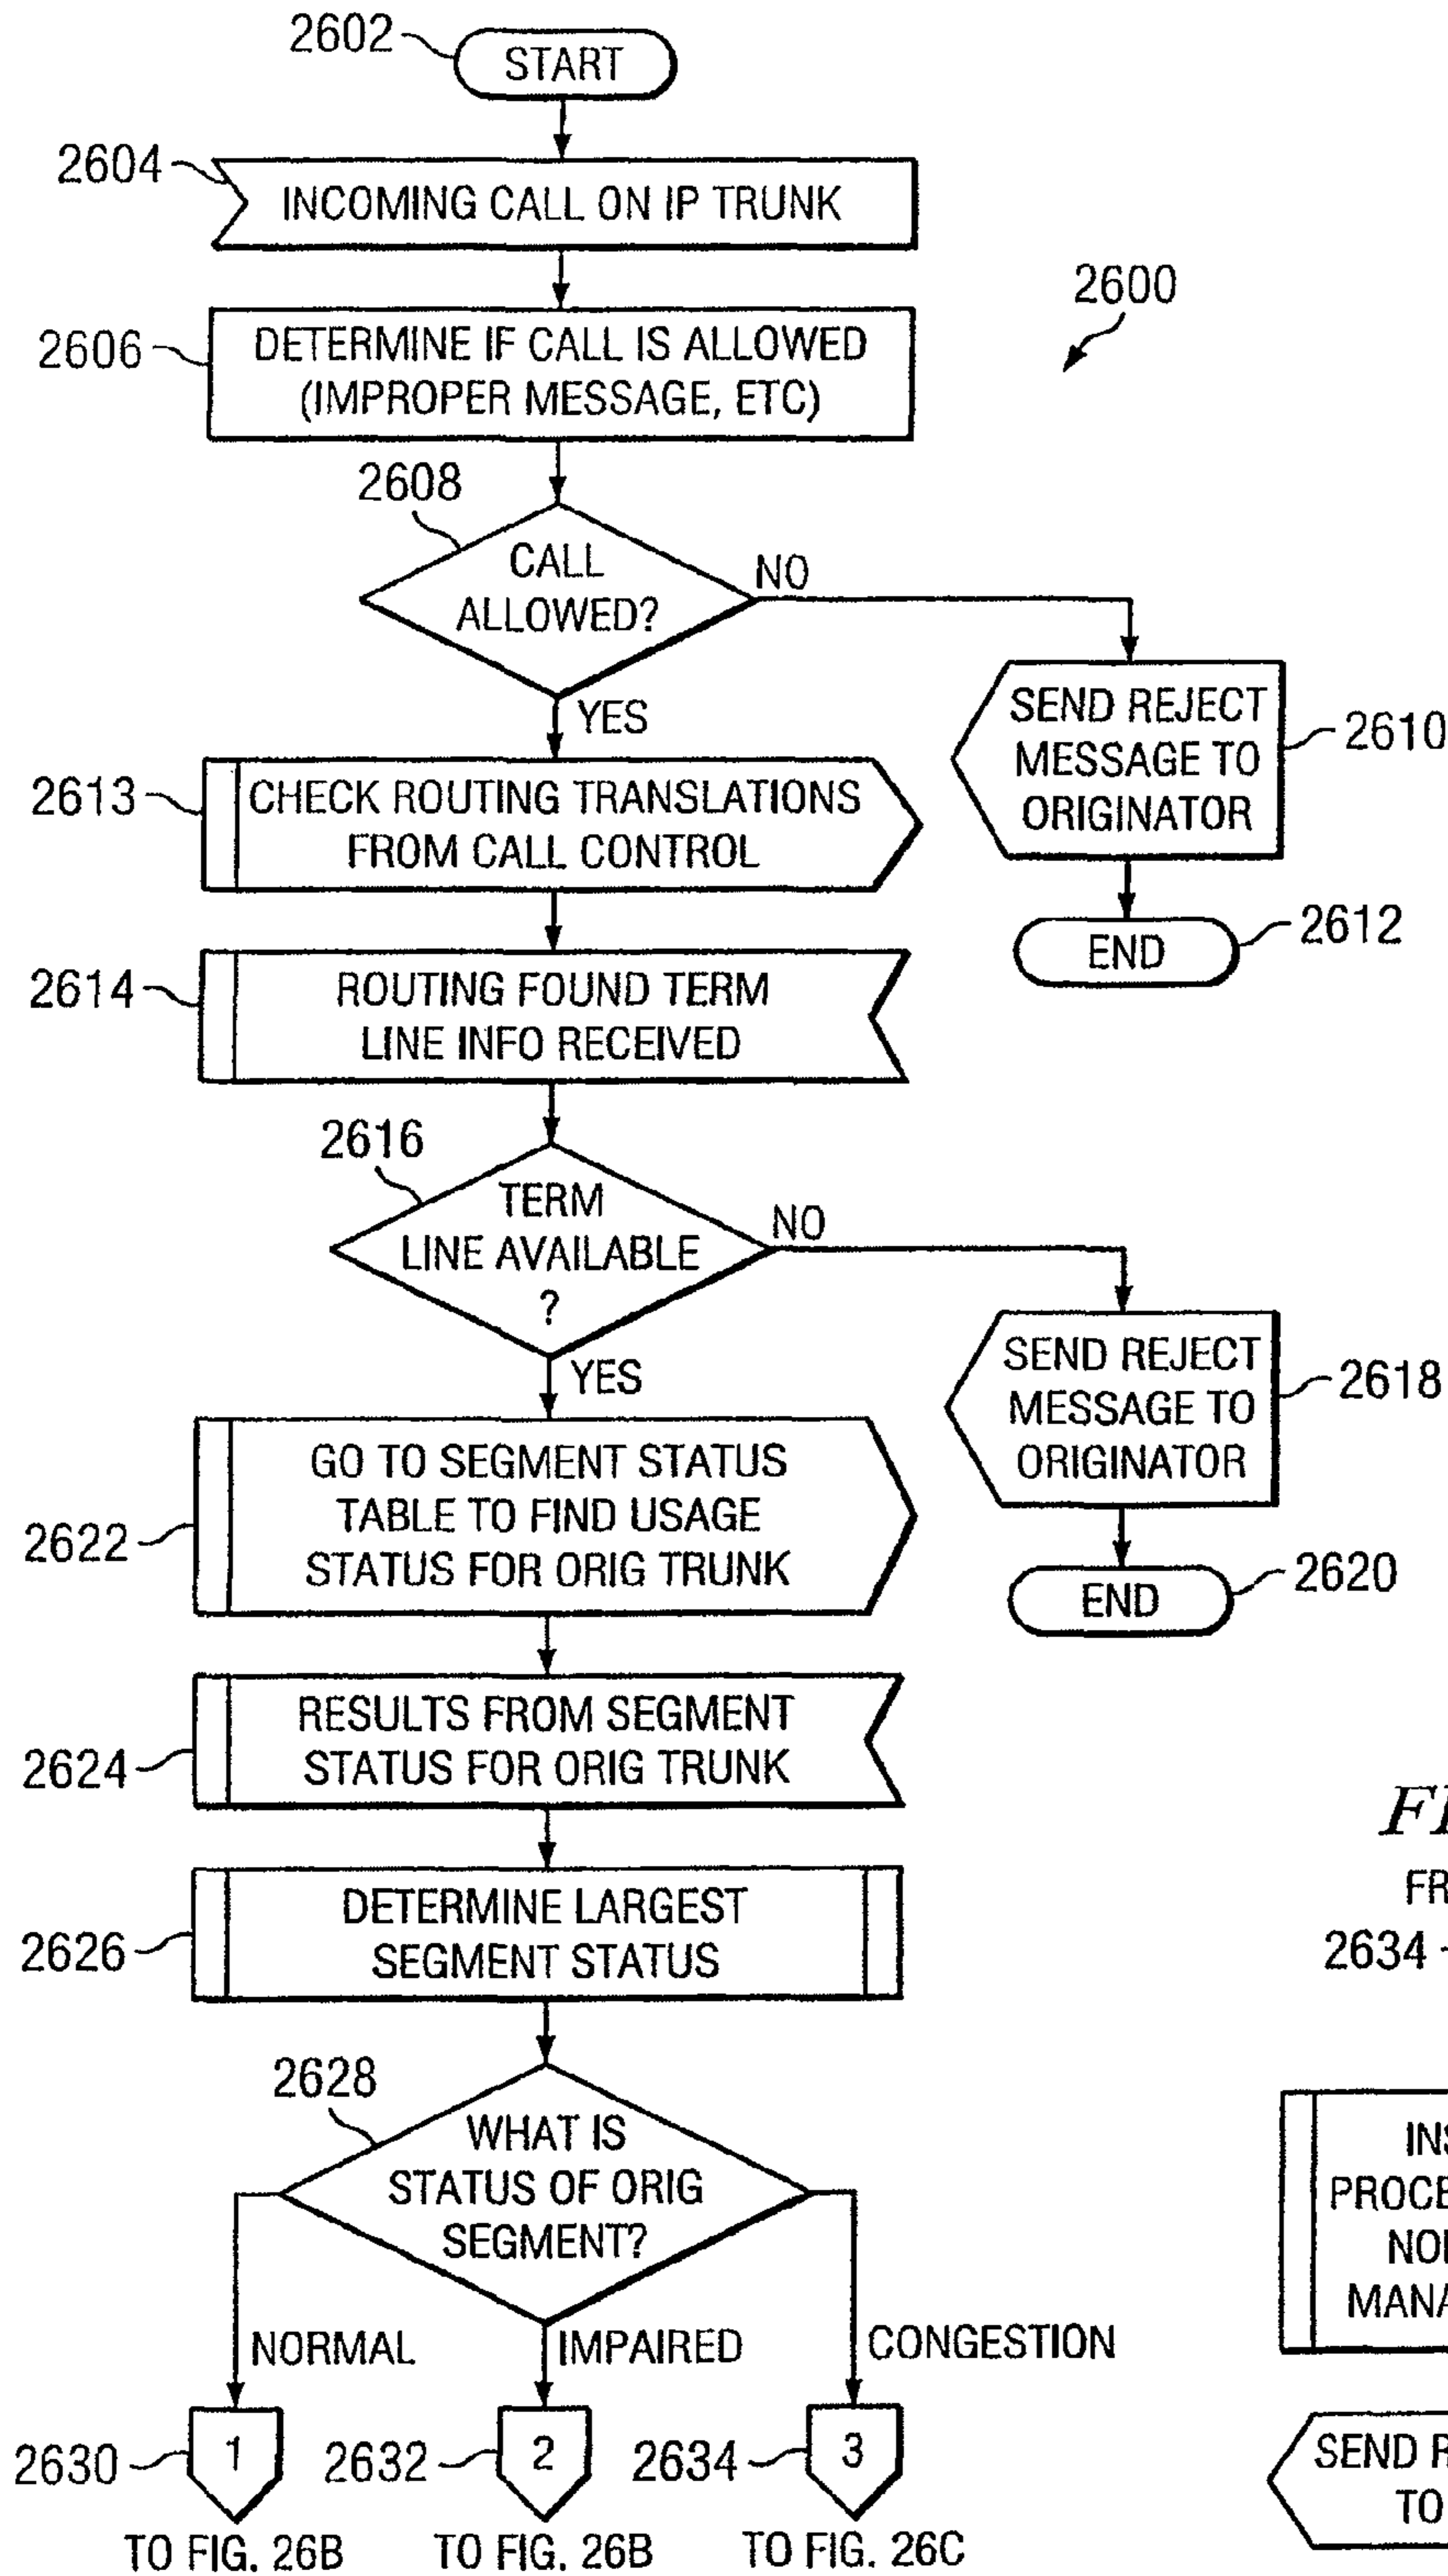 2602
START
2604
INCOMING CALL ON IP TRUNK
2600
2606
DETERMINE IF CALL IS ALLOWED
(IMPROPER MESSAGE, ETC)
2608
CALL
ALLOWED?
NO
YES
SEND REJECT
MESSAGE TO
ORIGINATOR
2610
END
2612
2613
CHECK ROUTING TRANSLATIONS
FROM CALL CONTROL
2614
ROUTING FOUND TERM
LINE INFO RECEIVED
2616
TERM
LINE AVAILABLE
?
NO
YES
SEND REJECT
MESSAGE TO
ORIGINATOR
2618
END
2620
2622
GO TO SEGMENT STATUS
TABLE TO FIND USAGE
STATUS FOR ORIG TRUNK
2624
RESULTS FROM SEGMENT
STATUS FOR ORIG TRUNK
2626
DETERMINE LARGEST
SEGMENT STATUS
2628
WHAT IS
STATUS OF ORIG
SEGMENT?
NORMAL
IMPAIRED
CONGESTION
2630
1
2632
2
2634
3
TO FIG. 26B
TO FIG. 26B
TO FIG. 26C
2634
SEND
TO